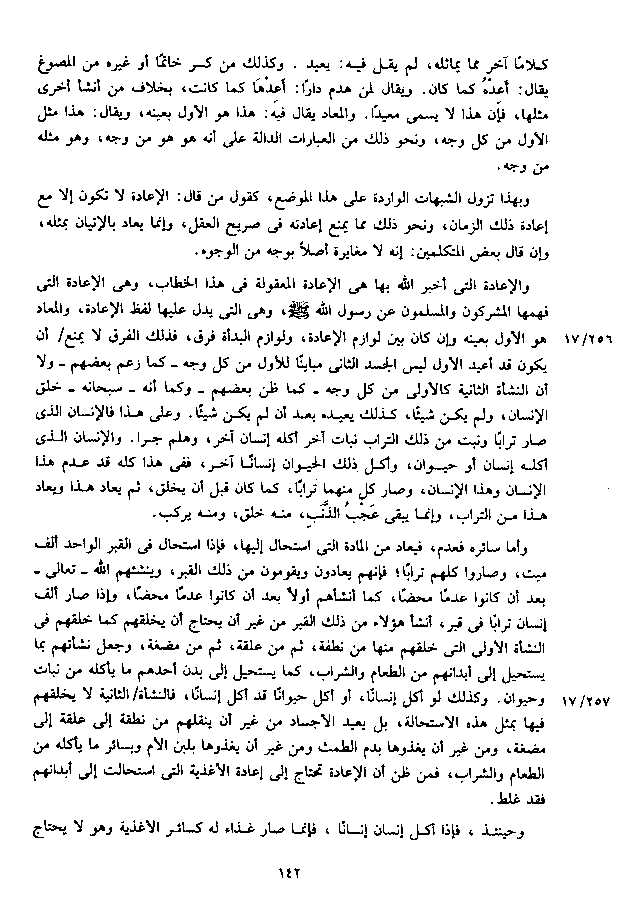 كلامًا آخر مما يماثله، لم يقل فيه: يعيد . وكذلك من كسر خاتمًا أو غيره من المصوغ
يقال: أعدْهُ كما كان. ويقال لمن هدم دارًا: أعدْهَا كما كانت، بخلاف من أنشأ أخرى
مثلها، فإن هذا لا يسمى معيدًا. والمعاد يقال فيه: هذا هو الأول بعينه، ويقال: هذا مثل
الأول من كل وجه، ونحو ذلك من العبارات الدالة على أنه هو هو من وجه، وهو مثله
من وجه.
وبهذا تزول الشبهات الواردة على هذا الموضع، كقول من قال: الإعادة لا تكون إلا مع
إعادة ذلك الزمان، ونحو ذلك مما يمنع إعادته فى صريح العقل، وإنما يعاد بالإتيان بمثله،
وإن قال بعض المتكلمين: إنه لا مغايرة أصلاً بوجه من الوجوه.
والإعادة التى أخبر الله بها هى الإعادة المعقولة فى هذا الخطاب، وهى الإعادة التى
فهمها المشركون والمسلمون عن رسول الله ﷺ، وهى التى يدل عليها لفظ الإعادة، والمعاد
١٧/٢٥٦ هو الأول بعينه وإن كان بين لوازم الإعادة، ولوازم البدأة فرق، فذلك الفرق لا يمنع/ أن
يكون قد أعيد الأول ليس الجسد الثانى مباينًا للأول من كل وجه ـ كما زعم بعضهم ـ ولا
أن النشأة الثانية كالأولى من كل وجه ـ كما ظن بعضهم ـ وكما أنه ـ سبحانه ـ خلق
الإنسان، ولم يكن شيئًا، كذلك يعيده بعد أن لم يكن شيئًا. وعلى هذا فالإنسان الذى
صار ترابًا ونبت من ذلك التراب نبات آخر أكله إنسان آخر، وهلم جرا. والإنسان الذى
أكله إنسان أو حيوان، وأكل ذلك الحيوان إنسانًا آخر، ففى هذا كله قد عدم هذا
الإنسان وهذا الإنسان، وصار كل منهما ترابًا، كما كان قبل أن يخلق، ثم يعاد هذا ويعاد
هذا من التراب، وإنما يبقى عَجْبُ الذَّنَبِ، منه خلق، ومنه يركب.
وأما سائره فعدم، فيعاد من المادة التى استحال إليها، فإذا استحال فى القبر الواحد ألف
ميت، وصاروا كلهم ترابًا؛ فإنهم يعادون ويقومون من ذلك القبر، وينشئهم الله ـ تعالى ـ
بعد أن كانوا عدمًا محضًا، كما أنشأهم أولاً بعد أن كانوا عدمًا محضًا، وإذا صار ألف
إنسان ترابًا فى قبر، أنشأ هؤلاء من ذلك القبر من غير أن يحتاج أن يخلقهم كما خلقهم فى
النشأة الأولى التى خلقهم منها من نطفة، ثم من علقة، ثم من مضغة، وجعل نشأتهم بما
يستحيل إلى أبدانهم من الطعام والشراب، كما يستحيل إلى بدن أحدهم ما يأكله من نبات
١٧/٢٥٧ وحيوان. وكذلك لو أكل إنسانًا، أو أكل حيوانًا قد أكل إنسانًا، فالنشأة/ الثانية لا يخلقهم
فيها بمثل هذه الاستحالة، بل يعيد الأجساد من غير أن ينقلهم من نطفة إلى علقة إلى
مضغة، ومن غير أن يغذوها بدم الطمث ومن غير أن يغذوها بلبن الأم وبسائر ما يأكله من
الطعام والشراب، فمن ظن أن الإعادة تحتاج إلى إعادة الأغذية التى استحالت إلى أبدانهم
فقد غلط.
وحينئذ ، فإذا أكل إنسان إنسانًا ، فإنما صار غذاء له كسائر الأغذية وهو لا يحتاج
١٤٢